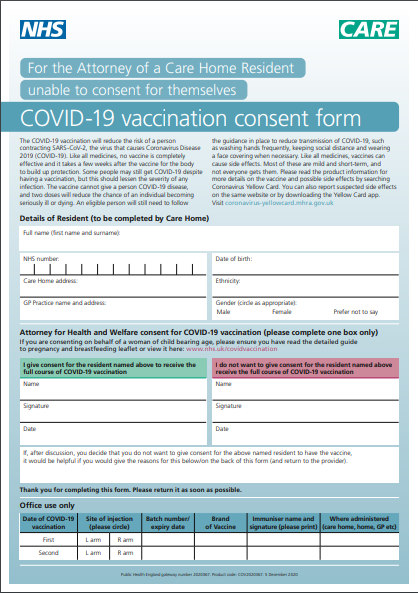 NHS
CARE
For the Attorney of a Care Home Resident
unable to consent for themselves
COVID-19 vaccination consent form
The COVID-19 vaccination will reduce the risk of a person
contracting SARS-CoV-2, the virus that causes Coronavirus Disease
2019 (COVID-19). Like all medicines, no vaccine is completely
effective and it takes a few weeks after the vaccine for the body
to build up protection. Some people may still get COVID-19 despite
having a vaccination, but this should lessen the severity of any
infection. The vaccine cannot give a person COVID-19 disease,
and two doses will reduce the chance of an individual becoming
seriously ill or dying. An eligible person will still need to follow
the guidance in place to reduce transmission of COVID-19, such
as washing hands frequently, keeping social distance and wearing
a face covering when necessary. Like all medicines, vaccines can
cause side effects. Most of these are mild and short-term, and
not everyone gets them. Please read the product information for
more details on the vaccine and possible side effects by searching
Coronavirus Yellow Card. You can also report suspected side effects
on the same website or by downloading the Yellow Card app.
Visit coronavirus-yellowcard.mhra.gov.uk
Details of Resident (to be completed by Care Home)
Full name (first name and surname):
NHS number:
Date of birth:
Care Home address:
Ethnicity:
GP Practice name and address:
Gender (circle as appropriate):
Male Female Prefer not to say
Attorney for Health and Welfare consent for COVID-19 vaccination (please complete one box only)
If you are consenting on behalf of a woman of child bearing age, please ensure you have read the detailed guide
to pregnancy and breastfeeding leaflet or view it here: www.nhs.uk/covidvaccination
I give consent for the resident named above to receive the
full course of COVID-19 vaccination
I do not want to give consent for the resident named above
receive the full course of COVID-19 vaccination
Name
Name
Signature
Signature
Date
Date
If, after discussion, you decide that you do not want to give consent for the above named resident to have the vaccine,
it would be helpful if you would give the reasons for this below/on the back of this form (and return to the provider).
Thank you for completing this form. Please return it as soon as possible.
Office use only
Date of COVID-19
vaccination
Site of injection
(please circle)
Batch number/
expiry date
Brand
of Vaccine
Immuniser name and
signature (please print)
Where administered
(care home, home, GP etc)
First L arm R arm
Second L arm R arm